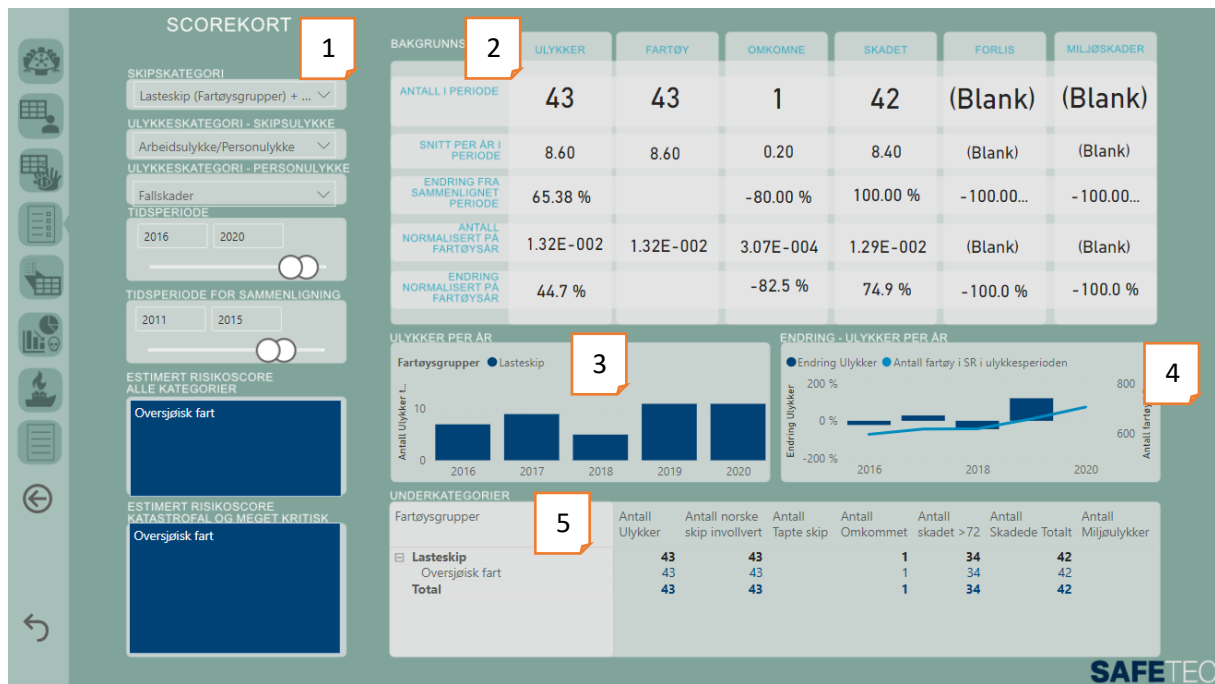 SCOREKORT
1
SKIPSKATEGORI
Lasteskip (Fartøysgrupper) + ...
ULYKKESKATEGORI - SKIPSULYKKE
Arbeidsulykke/Personulykke
ULYKKESKATEGORI - PERSONULYKKE
Fallskader
TIDSPERIODE
2016 2020
TIDSPERIODE FOR SAMMENLIGNING
2011 2015
ESTIMERT RISIKOSCORE
ALLE KATEGORIER
Oversjøisk fart
ESTIMERT RISIKOSCORE
KATASTROFAL OG MEGET KRITISK
Oversjøisk fart
BAKGRUNNS
2
ULYKKER FARTØY OMKOMNE SKADET FORLIS MILJØSKADER
ANTALL I PERIODE 43 43 1 42 (Blank) (Blank)
SNITT PER ÅR I
PERIODE
8.60 8.60 0.20 8.40 (Blank) (Blank)
ENDRING FRA
SAMMENLIGNET
PERIODE
65.38 % -80.00 % 100.00 % -100.00... -100.00...
ANTALL
NORMALISERT PÅ
FARTØYSÅR
1.32E-002 1.32E-002 3.07E-004 1.29E-002 (Blank) (Blank)
ENDRING
NORMALISERT PÅ
FARTØYSÅR
44.7 % -82.5 % 74.9 % -100.0 % -100.0 %
ULYKKER PER ÅR
3
Fartøysgrupper Lasteskip
Antall Ulykker t...
10
0
2016 2017 2018 2019 2020
ENDRING - ULYKKER PER ÅR
4
Endring Ulykker Antall fartøy i SR i ulykkesperioden
Endring Ulykker
200 %
0 %
-200 %
800
600
Antall fartøy
2016 2018 2020
UNDERKATEGORIER
5
Fartøysgrupper Antall Antall norske Antall Antall Antall Antall Antall
Ulykker skip invollvert Tapte skip Omkommet skadet >72 Skadede Totalt Miljøulykker
Lasteskip 43 43 1 34 42
Oversjøisk fart 43 43 1 34 42
Total 43 43 1 34 42
SAFETEC